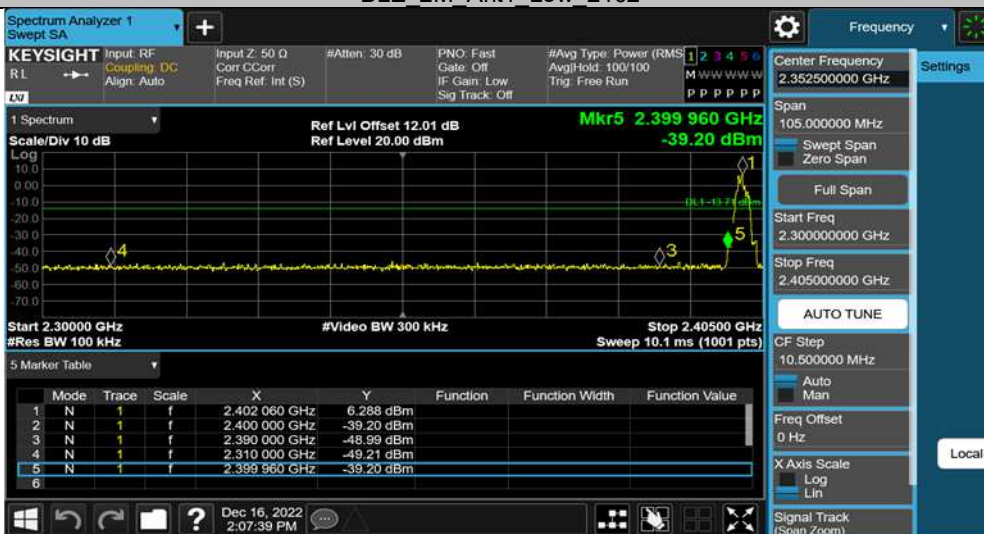 Spectrum Analyzer 1
Swept SA
Frequency
KEYSIGHT
Input: RF
Coupling: DC
Align: Auto
Input Z: 50 Ω
Corr CCorr
Freq Ref: Int (S)
#Atten: 30 dB
PNO: Fast
Gate: Off
IF Gain: Low
Sig Track: Off
#Avg Type: Power (RMS
Avg|Hold: 100/100
Trig: Free Run
1 2 3 4 5 6
M W W W W W
P P P P P P
R L
LXI
Center Frequency
2.352500000 GHz
Settings
Span
105.000000 MHz
Swept Span
Zero Span
Full Span
Start Freq
2.300000000 GHz
Stop Freq
2.405000000 GHz
AUTO TUNE
CF Step
10.500000 MHz
Auto
Man
Freq Offset
0 Hz
Local
X Axis Scale
Log
Lin
Signal Track
(Span Zoom)
1 Spectrum
Scale/Div 10 dB
Ref Lvl Offset 12.01 dB
Ref Level 20.00 dBm
Mkr5 2.399 960 GHz
-39.20 dBm
Log
10.0
0.00
-10.0
-20.0
-30.0
-40.0
-50.0
-60.0
-70.0
1
DL1 -13.71 dBm
5
4
3
Start 2.30000 GHz
#Video BW 300 kHz
Stop 2.40500 GHz
#Res BW 100 kHz
Sweep 10.1 ms (1001 pts)
5 Marker Table
Mode Trace Scale X Y Function Function Width Function Value
1 N 1 f 2.402 060 GHz 6.288 dBm
2 N 1 f 2.400 000 GHz -39.20 dBm
3 N 1 f 2.390 000 GHz -48.99 dBm
4 N 1 f 2.310 000 GHz -49.21 dBm
5 N 1 f 2.399 960 GHz -39.20 dBm
6
?
Dec 16, 2022
2:07:39 PM